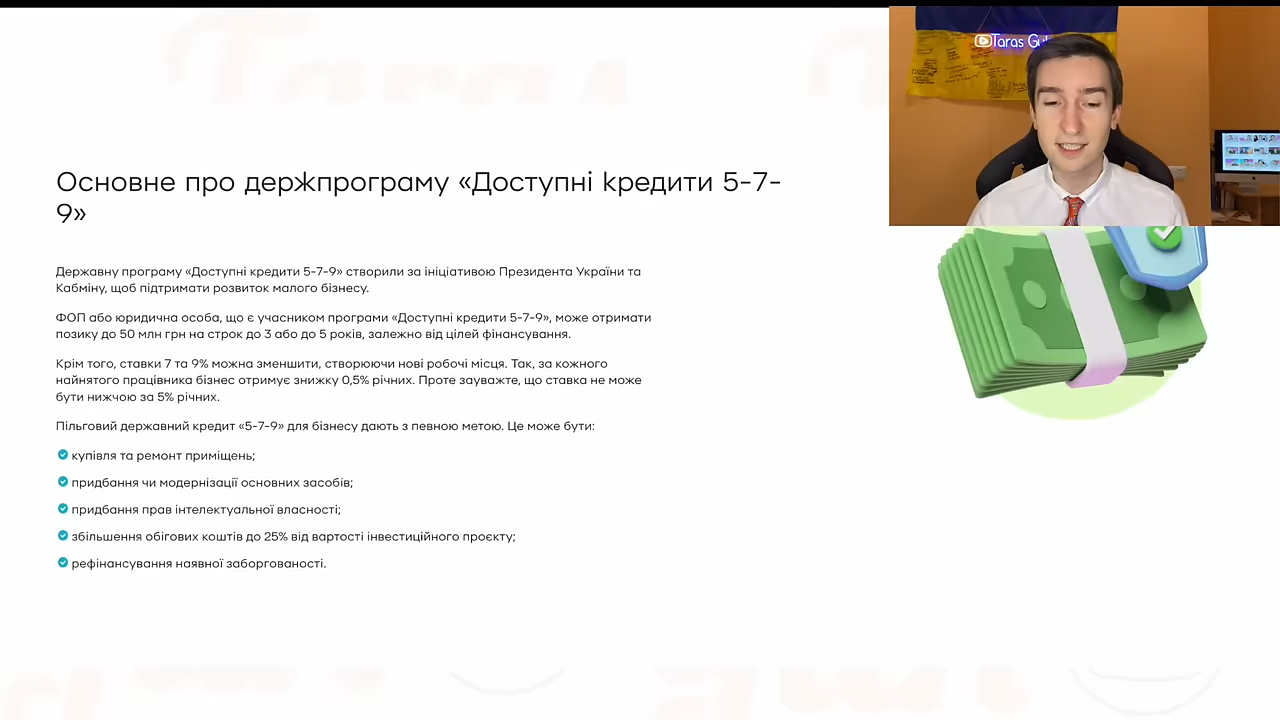 Taras
Основне про держпрограму «Доступні кредити 5-7-
9»
Державну програму «Доступні кредити 5-7-9» створили за ініціативою Президента України та
Кабміну, щоб підтримати розвиток малого бізнесу.
ФОП або юридична особа, що є учасником програми «Доступні кредити 5-7-9», може отримати
позику до 50 млн грн на строк до 3 або до 5 років, залежно від цілей фінансування.
Крім того, ставки 7 та 9% можна зменшити, створюючи нові робочі місця. Так, за кожного
найнятого працівника бізнес отримує знижку 0,5% річних. Проте зауважте, що ставка не може
бути нижчою за 5% річних.
Пільговий державний кредит «5-7-9» для бізнесу дають з певною метою. Це може бути:
купівля та ремонт приміщень;
придбання чи модернізації основних засобів;
придбання прав інтелектуальної власності;
збільшення обігових коштів до 25% від вартості інвестиційного проєкту;
рефінансування наявної заборгованості.